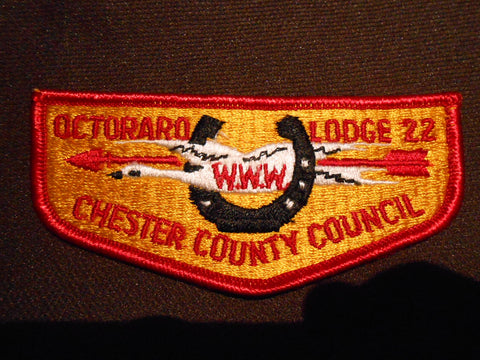 OCTORARO LODGE 22
W.W.W
CHESTER COUNTY COUNCIL